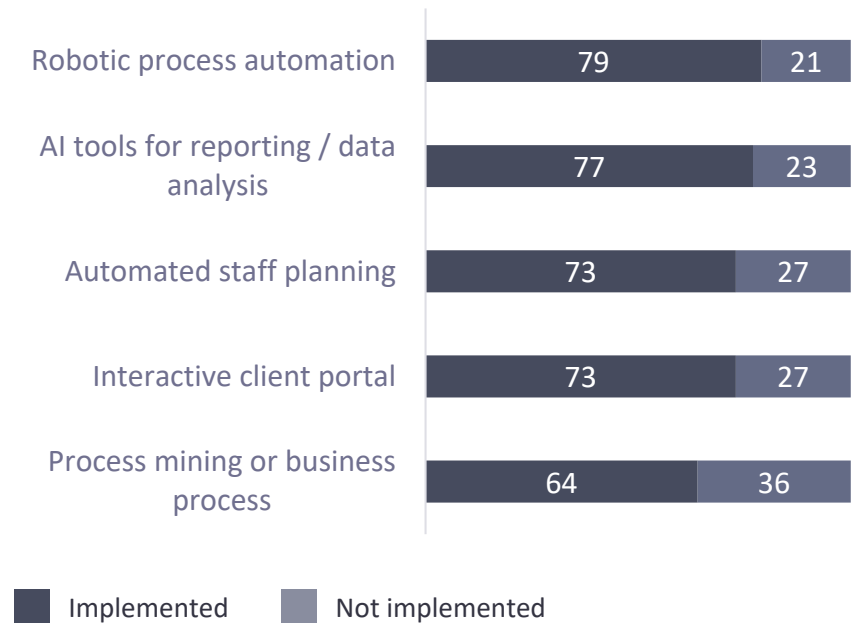 Robotic process automation
79 21
AI tools for reporting / data
analysis
77 23
Automated staff planning
73 27
Interactive client portal
73 27
Process mining or business
process
64 36
Implemented Not implemented